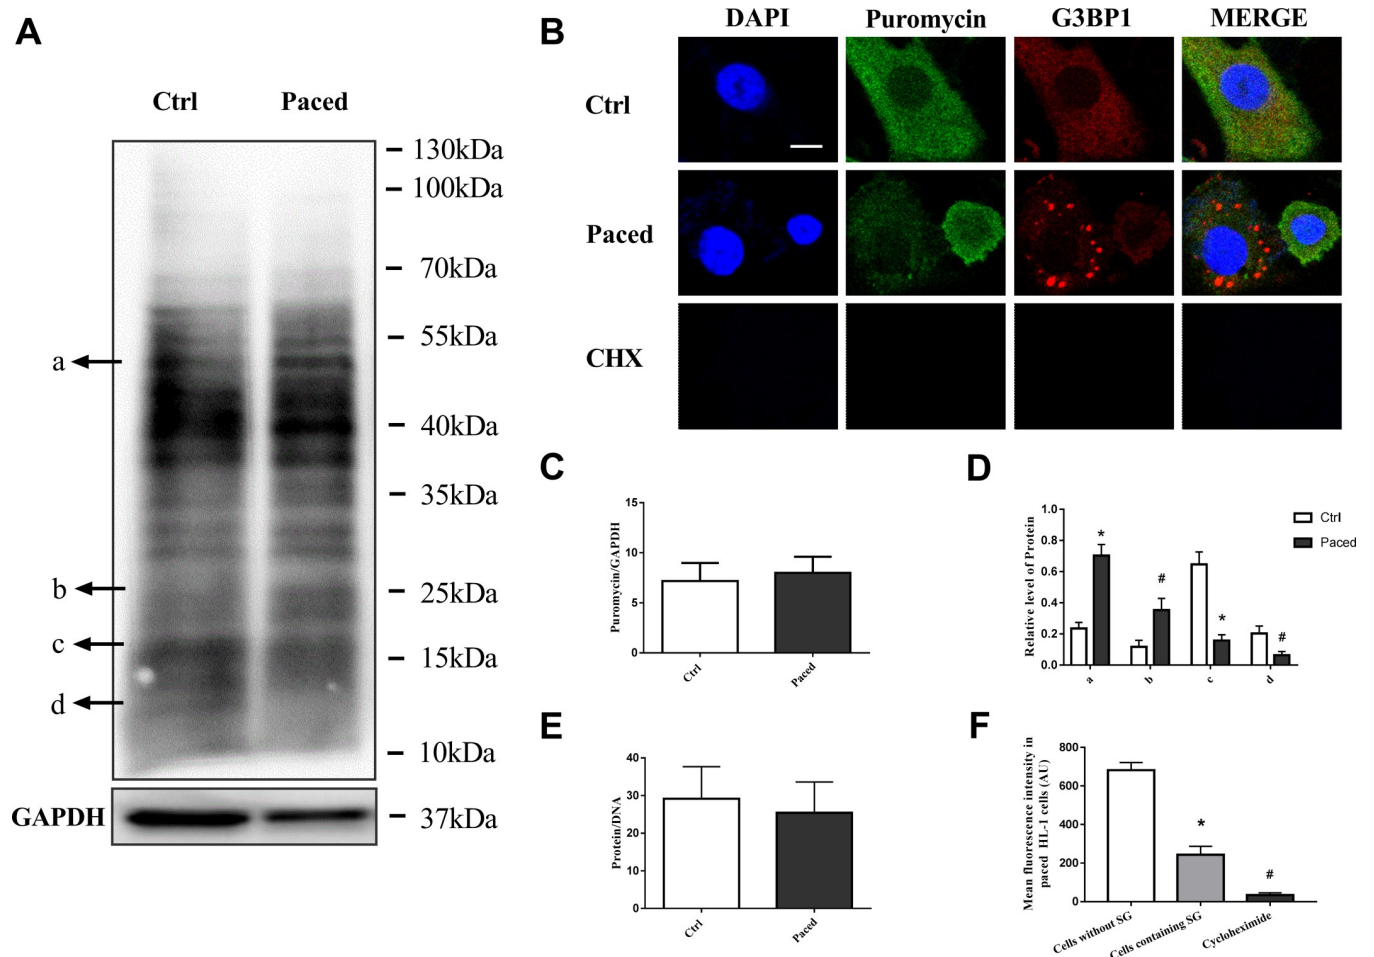 A
Ctrl
Paced
130kDa
100kDa
70kDa
55kDa
a
40kDa
35kDa
b
25kDa
c
15kDa
d
10kDa
GAPDH
37kDa
B
DAPI
Puromycin
G3BP1
MERGE
Ctrl
Paced
CHX
C
Puromycin/GAPDH
15
10
5
0
Ctrl
Paced
D
Relative level of Protein
1.0
0.8
0.6
0.4
0.2
0.0
*
#
*
#
a
b
c
d
Ctrl
Paced
E
Protein/DNA
40
30
20
10
0
Ctrl
Paced
F
Mean fluorescence intensity in
paced HL-1 cells (AU)
800
600
400
200
0
*
#
Cells without SG
Cells containing SG
Cycloheximide